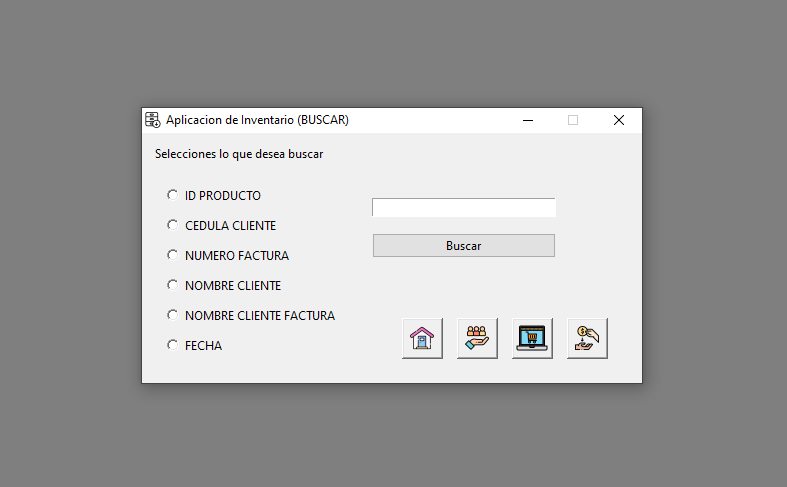 Aplicacion de Inventario (BUSCAR)
Selecciones lo que desea buscar
ID PRODUCTO
CEDULA CLIENTE
NUMERO FACTURA
NOMBRE CLIENTE
NOMBRE CLIENTE FACTURA
FECHA
Buscar